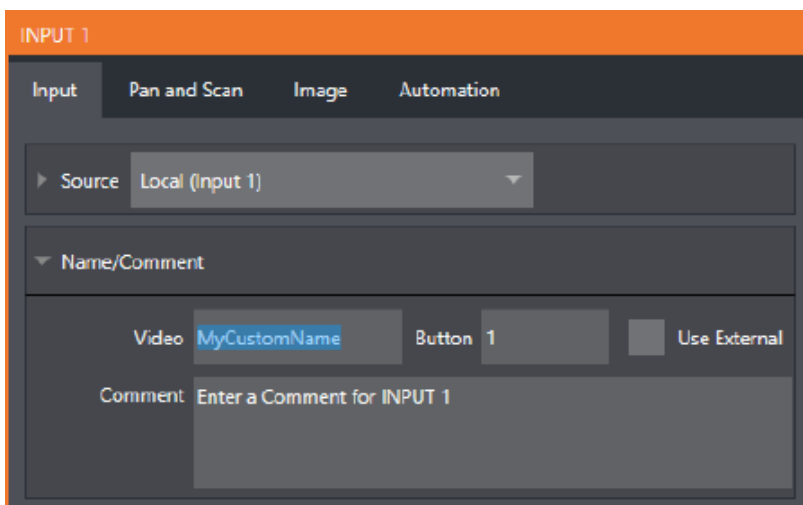 INPUT 1
Input Pan and Scan Image Automation
Source Local (Input 1)
Name/Comment
Video MyCustomName Button 1 Use External
Comment Enter a Comment for INPUT 1